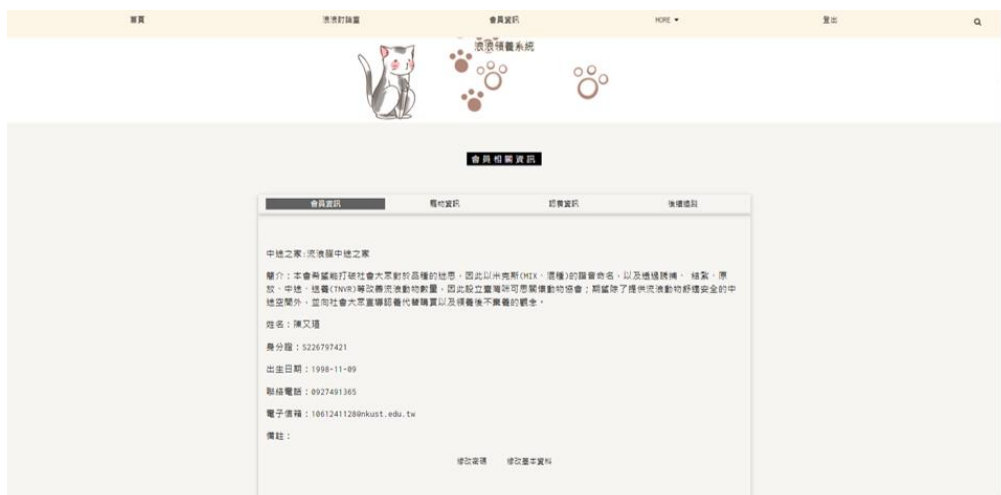 首頁
浪浪討論室
會員資訊
MORE ▼
登出
浪浪領養系統
會員相關資訊
會員資訊
寵物資訊
認養資訊
後續追蹤
中途之家:流浪貓中途之家
簡介：本會希望能打破社會大眾對於品種的迷思，因此以米克斯(MIX、混種)的諧音命名，以及透過誘捕、 結紮、原
放、中途、送養(TNVR)等改善流浪動物數量，因此設立臺灣咪可思關懷動物協會；期望除了提供流浪動物舒適安全的中
途空間外，並向社會大眾宣導認養代替購買以及領養後不棄養的觀念。
姓名：陳又瑄
身分證：S226797421
出生日期：1998-11-09
聯絡電話：0927491365
電子信箱：1061241128@nkust.edu.tw
備註：
修改密碼
修改基本資料